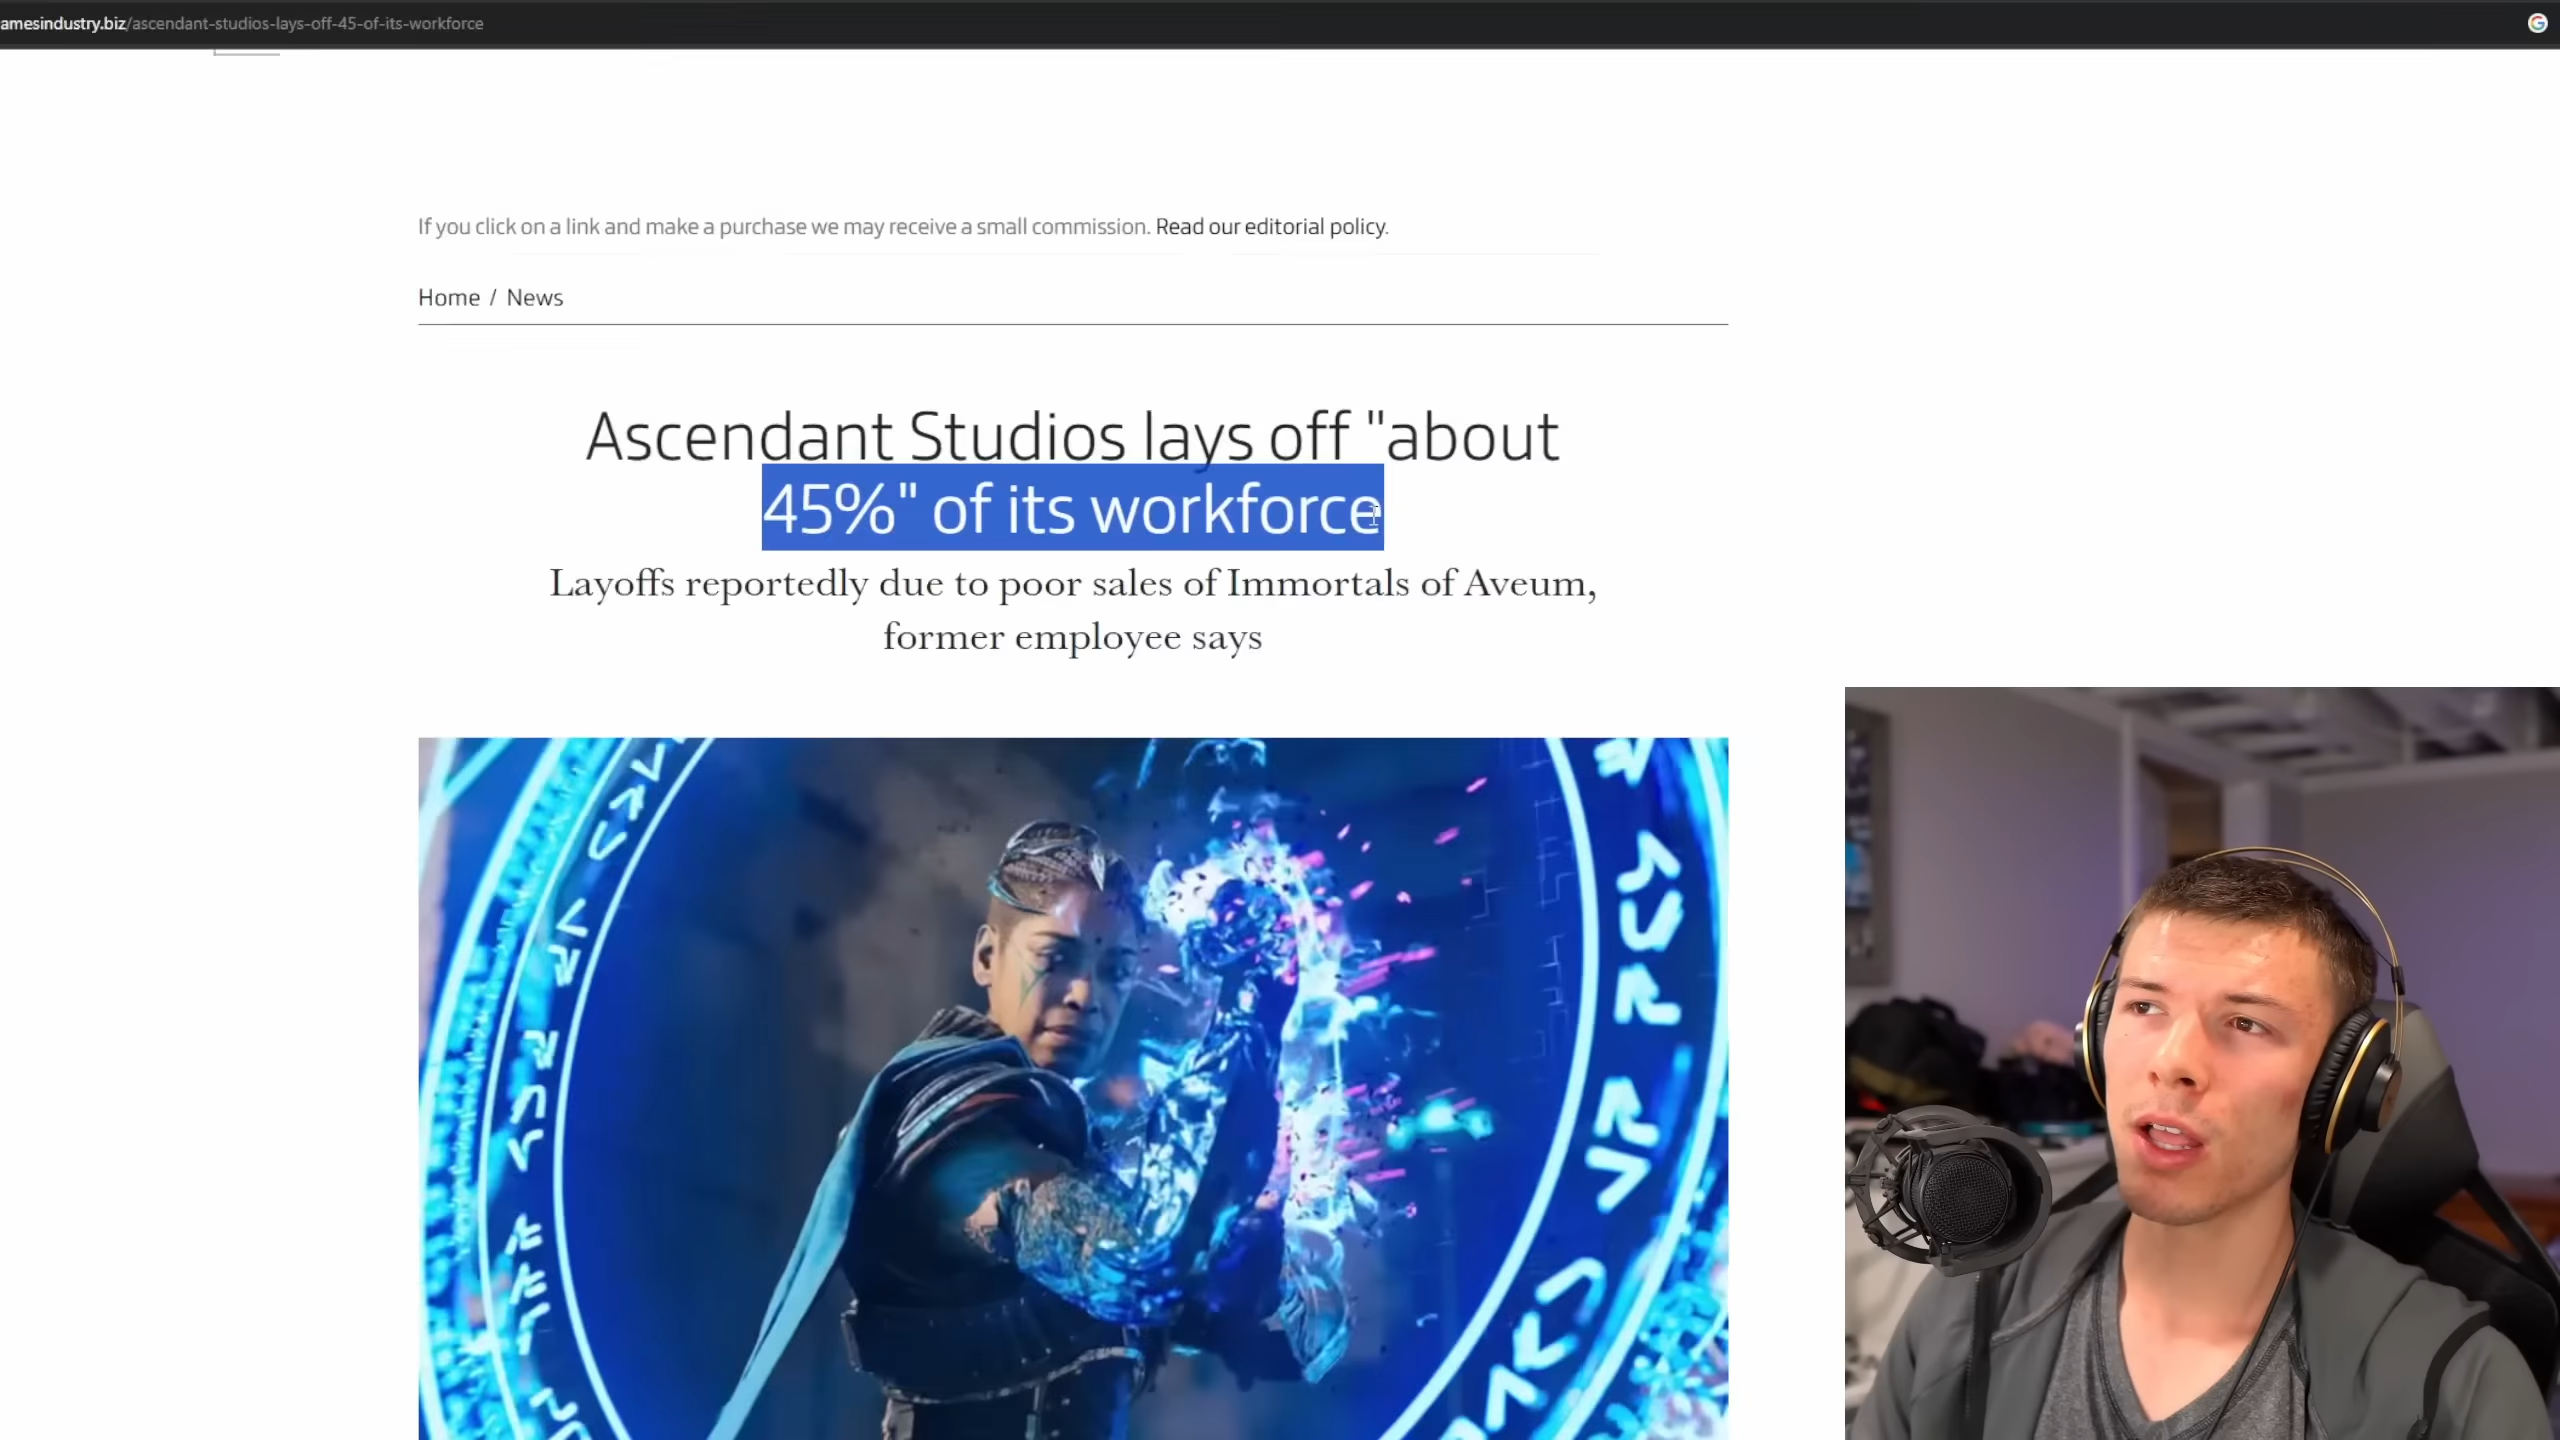 amesindustry.biz/ascendant-studios-lays-off-45-of-its-workforce
If you click on a link and make a purchase we may receive a small commission. Read our editorial policy.
Home / News
Ascendant Studios lays off "about
45%" of its workforce
Layoffs reportedly due to poor sales of Immortals of Aveum,
former employee says